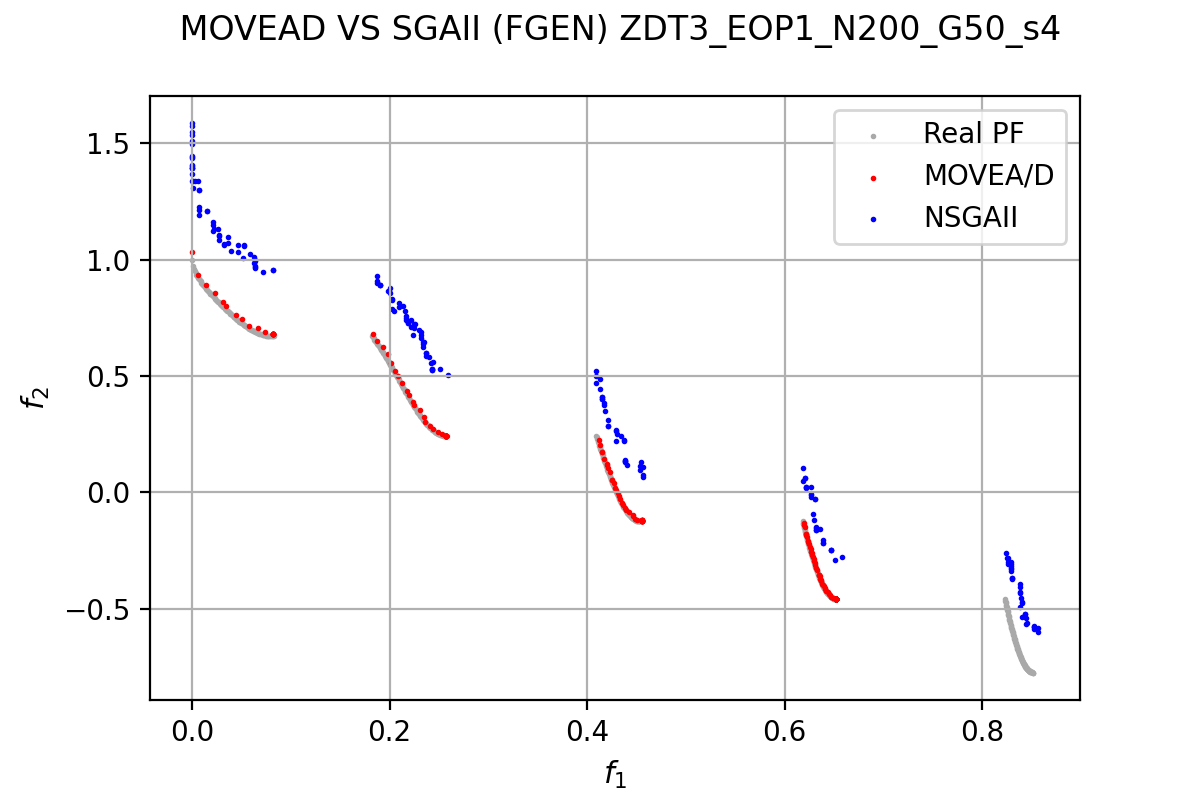 MOVEAD VS SGAII (FGEN) ZDT3_EOP1_N200_G50_s4
Real PF
MOVEA/D
NSGAII
1.5
1.0
0.5
0.0
−0.5
f2
0.0 0.2 0.4 0.6 0.8
f1